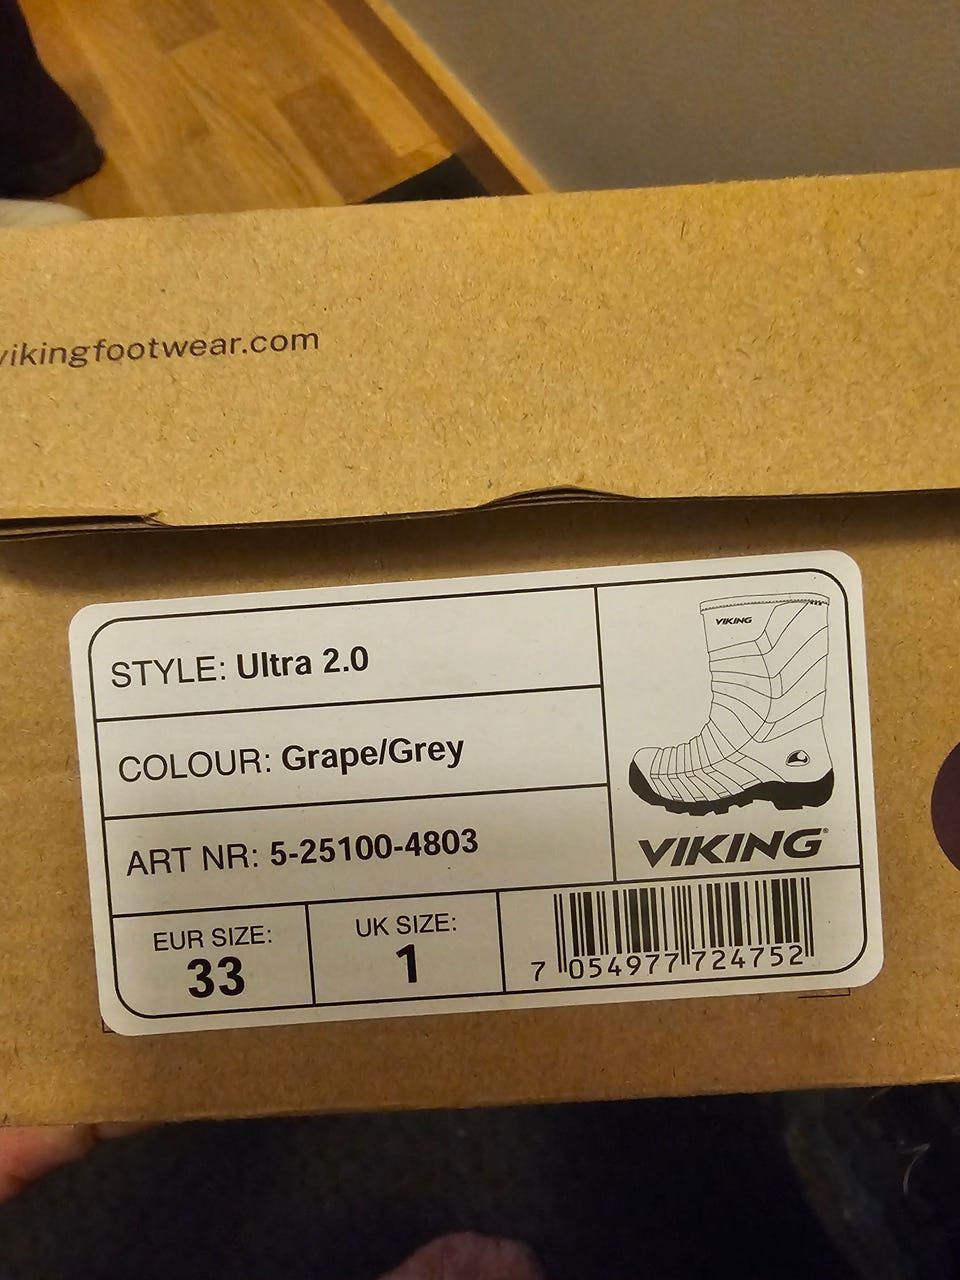 vikingfootwear.com
STYLE: Ultra 2.0
COLOUR: Grape/Grey
ART NR: 5-25100-4803
VIKING
VIKING®
EUR SIZE:
33
UK SIZE:
1
7 054977 724752